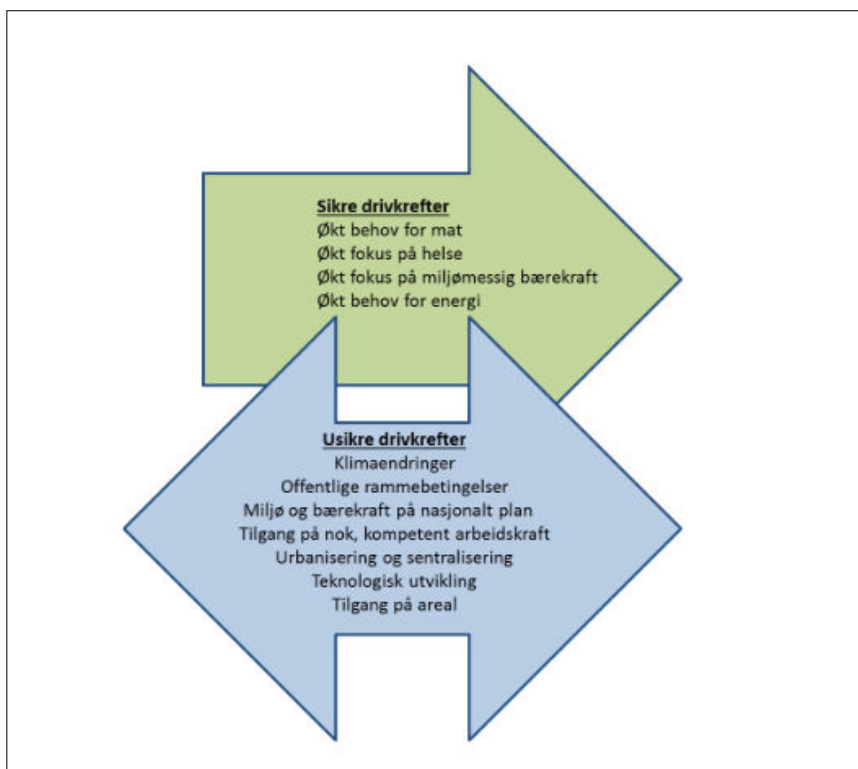 Sikre drivkrefter
Økt behov for mat
Økt fokus på helse
Økt fokus på miljømessig bærekraft
Økt behov for energi
Usikre drivkrefter
Klimaendringer
Offentlige rammebetingelser
Miljø og bærekraft på nasjonalt plan
Tilgang på nok, kompetent arbeidskraft
Urbanisering og sentralisering
Teknologisk utvikling
Tilgang på areal